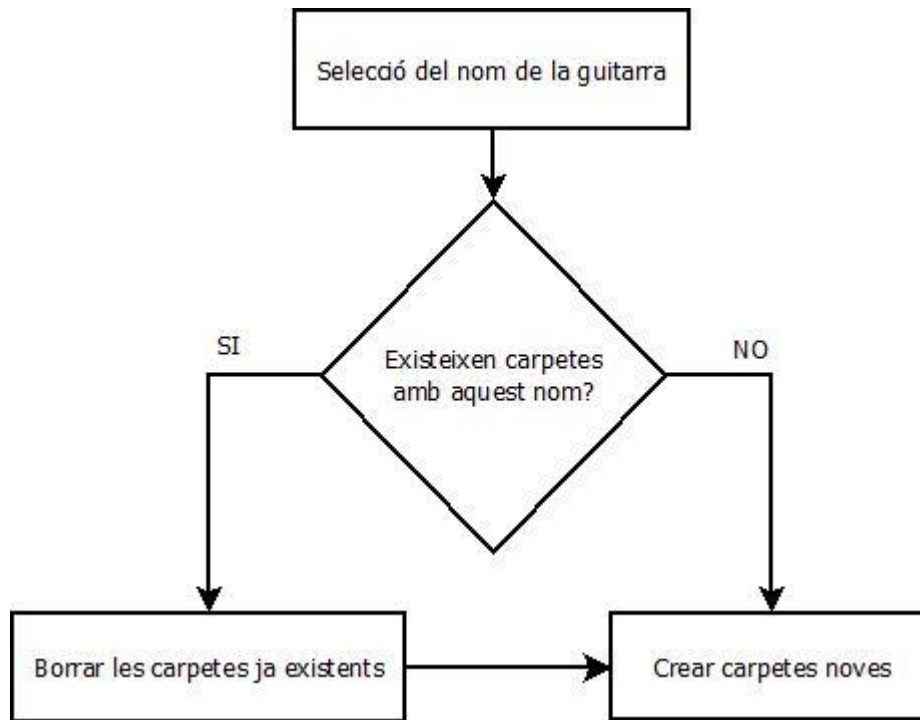 Selecció del nom de la guitarra
SI
NO
Existeixen carpetes
amb aquest nom?
Borrar les carpetes ja existents
Crear carpetes noves